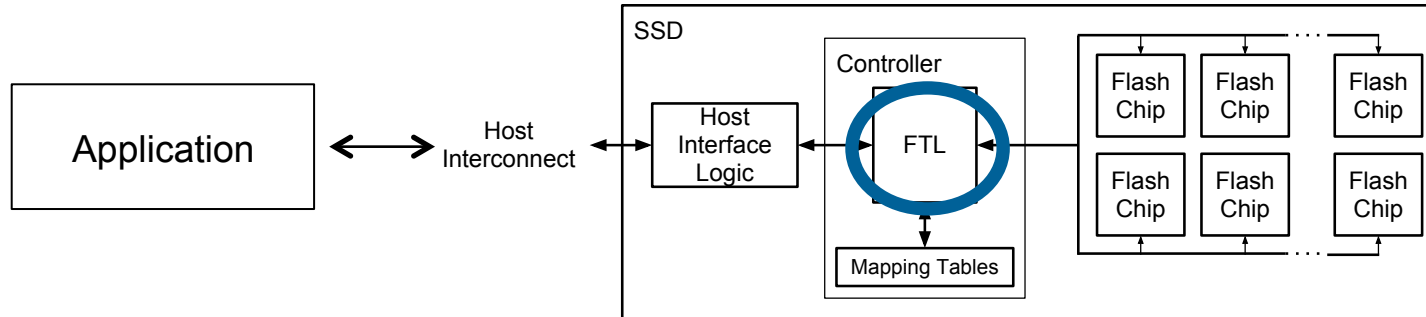 SSD
Controller
Application
Host
Interconnect
Host
Interface
Logic
FTL
Mapping Tables
Flash
Chip
Flash
Chip
Flash
Chip
Flash
Chip
Flash
Chip
Flash
Chip